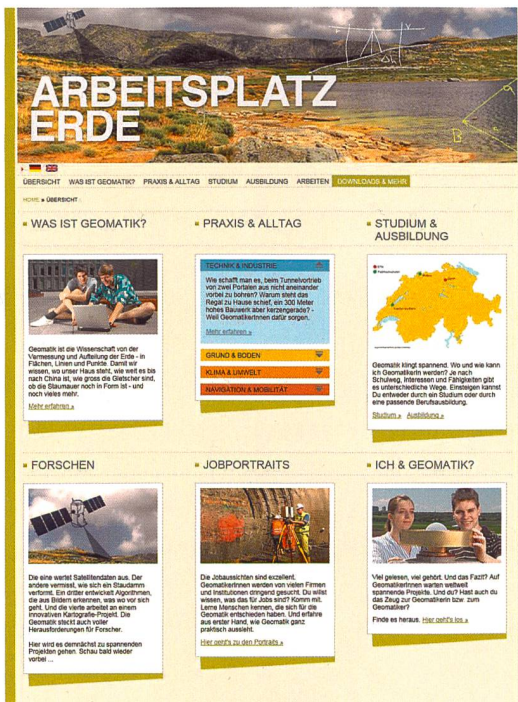 ARBEITSPLATZ
ERDE
Δh
B
ÜBERSICHT WAS IST GEOMATIK? PRAXIS & ALLTAG STUDIUM AUSBILDUNG ARBEITEN DOWNLOADS & MEHR
HOME » ÜBERSICHT
WAS IST GEOMATIK?
Geomatik ist die Wissenschaft von der
Vermessung und Aufteilung der Erde - in
Flächen, Linien und Punkte. Damit wir
wissen, wo unser Haus steht, wie weit es bis
nach China ist, wie gross die Gletscher sind,
ob die Staumauer noch in Form ist - und
noch vieles mehr.
Mehr erfahren »
PRAXIS & ALLTAG
TECHNIK & INDUSTRIE
Wie schafft man es, beim Tunnelvortrieb
von zwei Portalen aus nicht aneinander
vorbei zu bohren? Warum steht das
Regal zu Hause schief, ein 300 Meter
hohes Bauwerk aber kerzengerade? -
Weil GeomatikerInnen dafür sorgen.
Mehr erfahren »
GRUND & BODEN
KLIMA & UMWELT
NAVIGATION & MOBILITÄT
STUDIUM &
AUSBILDUNG
Geomatik klingt spannend. Wo und wie kann
ich GeomatikerIn werden? Je nach
Schulweg, Interessen und Fähigkeiten gibt
es unterschiedliche Wege. Einsteigen kannst
Du entweder durch ein Studium oder durch
eine passende Berufsausbildung.
Studium » Ausbildung »
FORSCHEN
Die eine wertet Satellitendaten aus. Der
andere vermisst, wie sich ein Staudamm
verformt. Ein dritter entwickelt Algorithmen,
die aus Bildern erkennen, was wo vor sich
geht. Und die vierte arbeitet an einem
innovativen Kartografie-Projekt. Die
Geomatik steckt auch voller
Herausforderungen für Forscher.
Hier wird es demnächst zu spannenden
Projekten gehen. Schau bald wieder
vorbei ...
JOBPORTRAITS
Die Jobaussichten sind exzellent.
GeomatikerInnen werden von vielen Firmen
und Institutionen dringend gesucht. Du willst
wissen, was das für Jobs sind? Komm mit.
Lerne Menschen kennen, die sich für die
Geomatik entschieden haben. Und erfahre
aus erster Hand, wie Geomatik ganz
praktisch aussieht.
Hier geht's zu den Portraits »
ICH & GEOMATIK?
Viel gelesen, viel gehört. Und das Fazit? Auf
GeomatikerInnen warten weltweit
spannende Projekte. Und du? Hast auch du
das Zeug zur Geomatikerin bzw. zum
Geomatiker?
Finde es heraus. Hier geht's los »